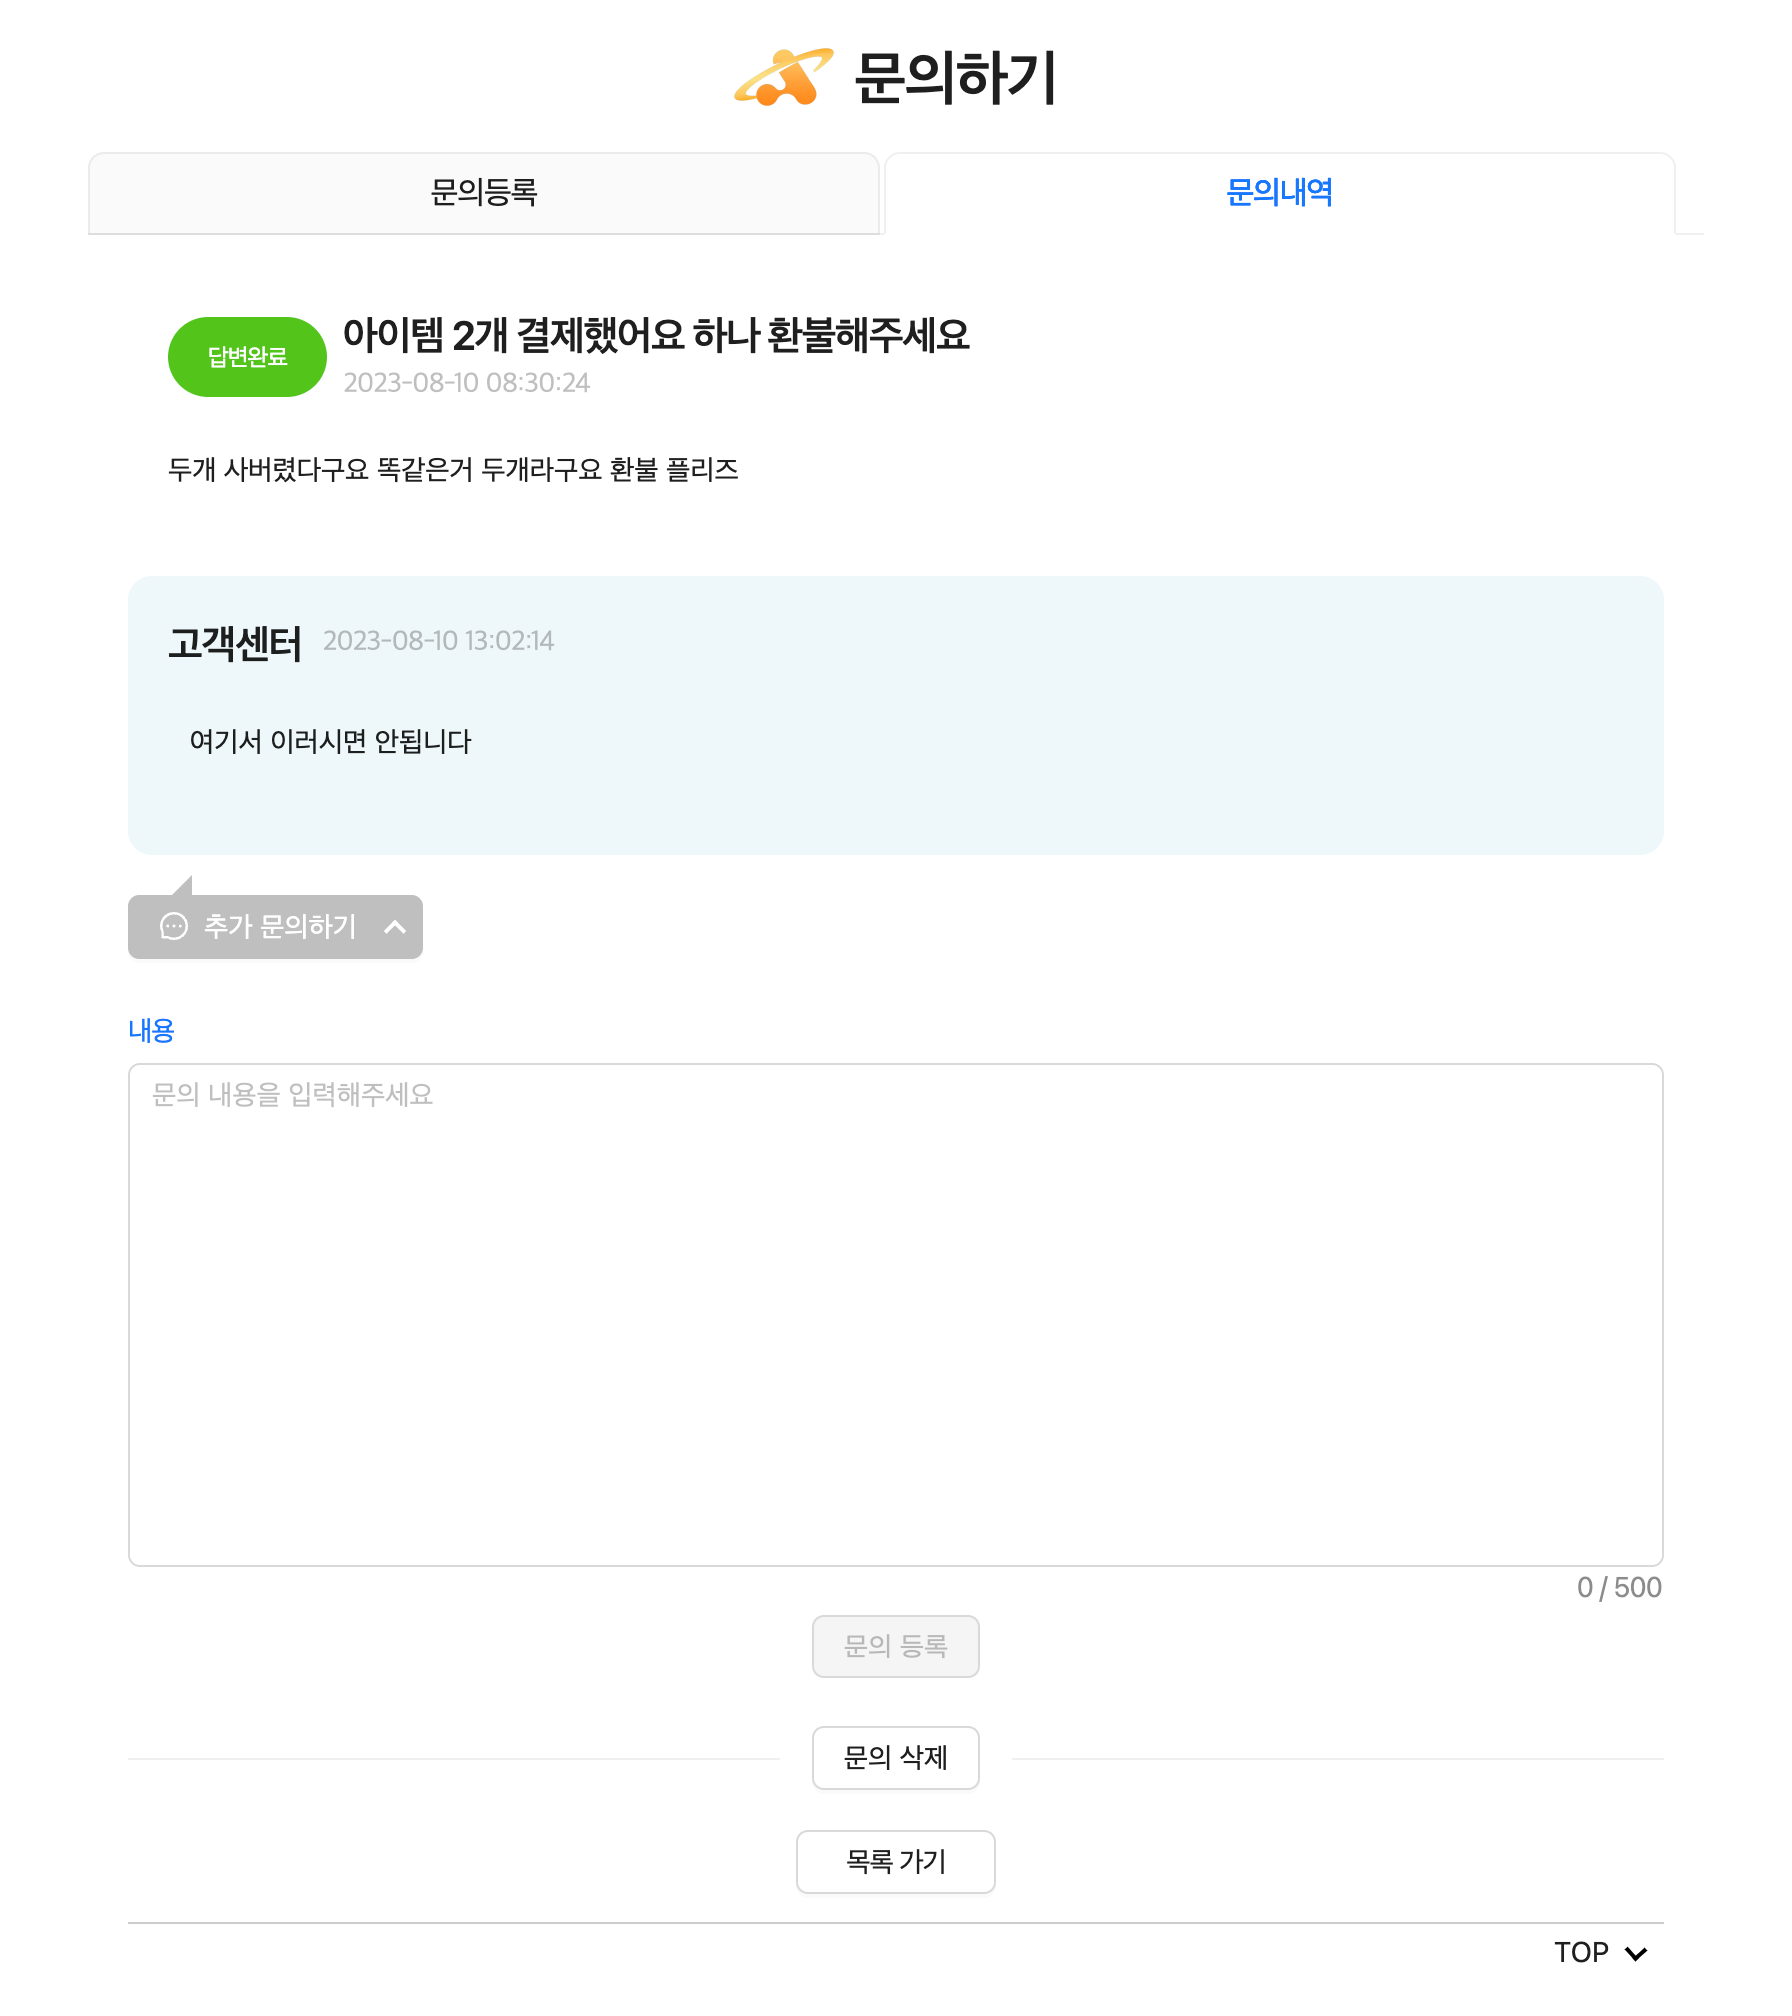 문의하기
문의등록
문의내역
답변완료
아이템 2개 결제했어요 하나 환불해주세요
2023-08-10 08:30:24
두개 사버렸다구요 똑같은거 두개라구요 환불 플리즈
고객센터 2023-08-10 13:02:14
여기서 이러시면 안됩니다
추가 문의하기
내용
문의 내용을 입력해주세요
0 / 500
문의 등록
문의 삭제
목록 가기
TOP